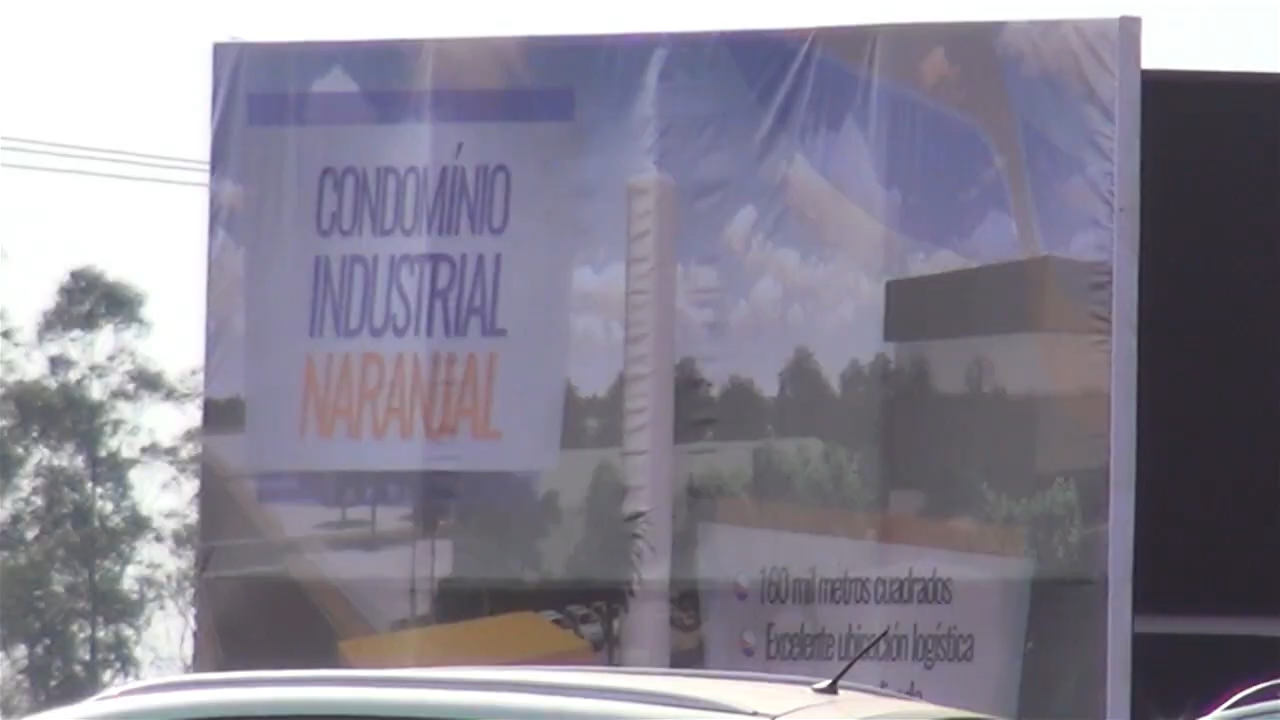 CONDOMÍNIO
INDUSTRIAL
NARANJAL
160 mil metros cuadrados
Excelente ubicación logística